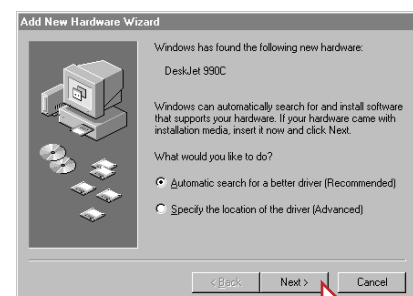 Add New Hardware Wizard
Windows has found the following new hardware:
DeskJet 990C
Windows can automatically search for and install software
that supports your hardware. If your hardware came with
installation media, insert it now and click Next.
What would you like to do?
Automatic search for a better driver (Recommended)
Specify the location of the driver (Advanced)
< Back Next > Cancel